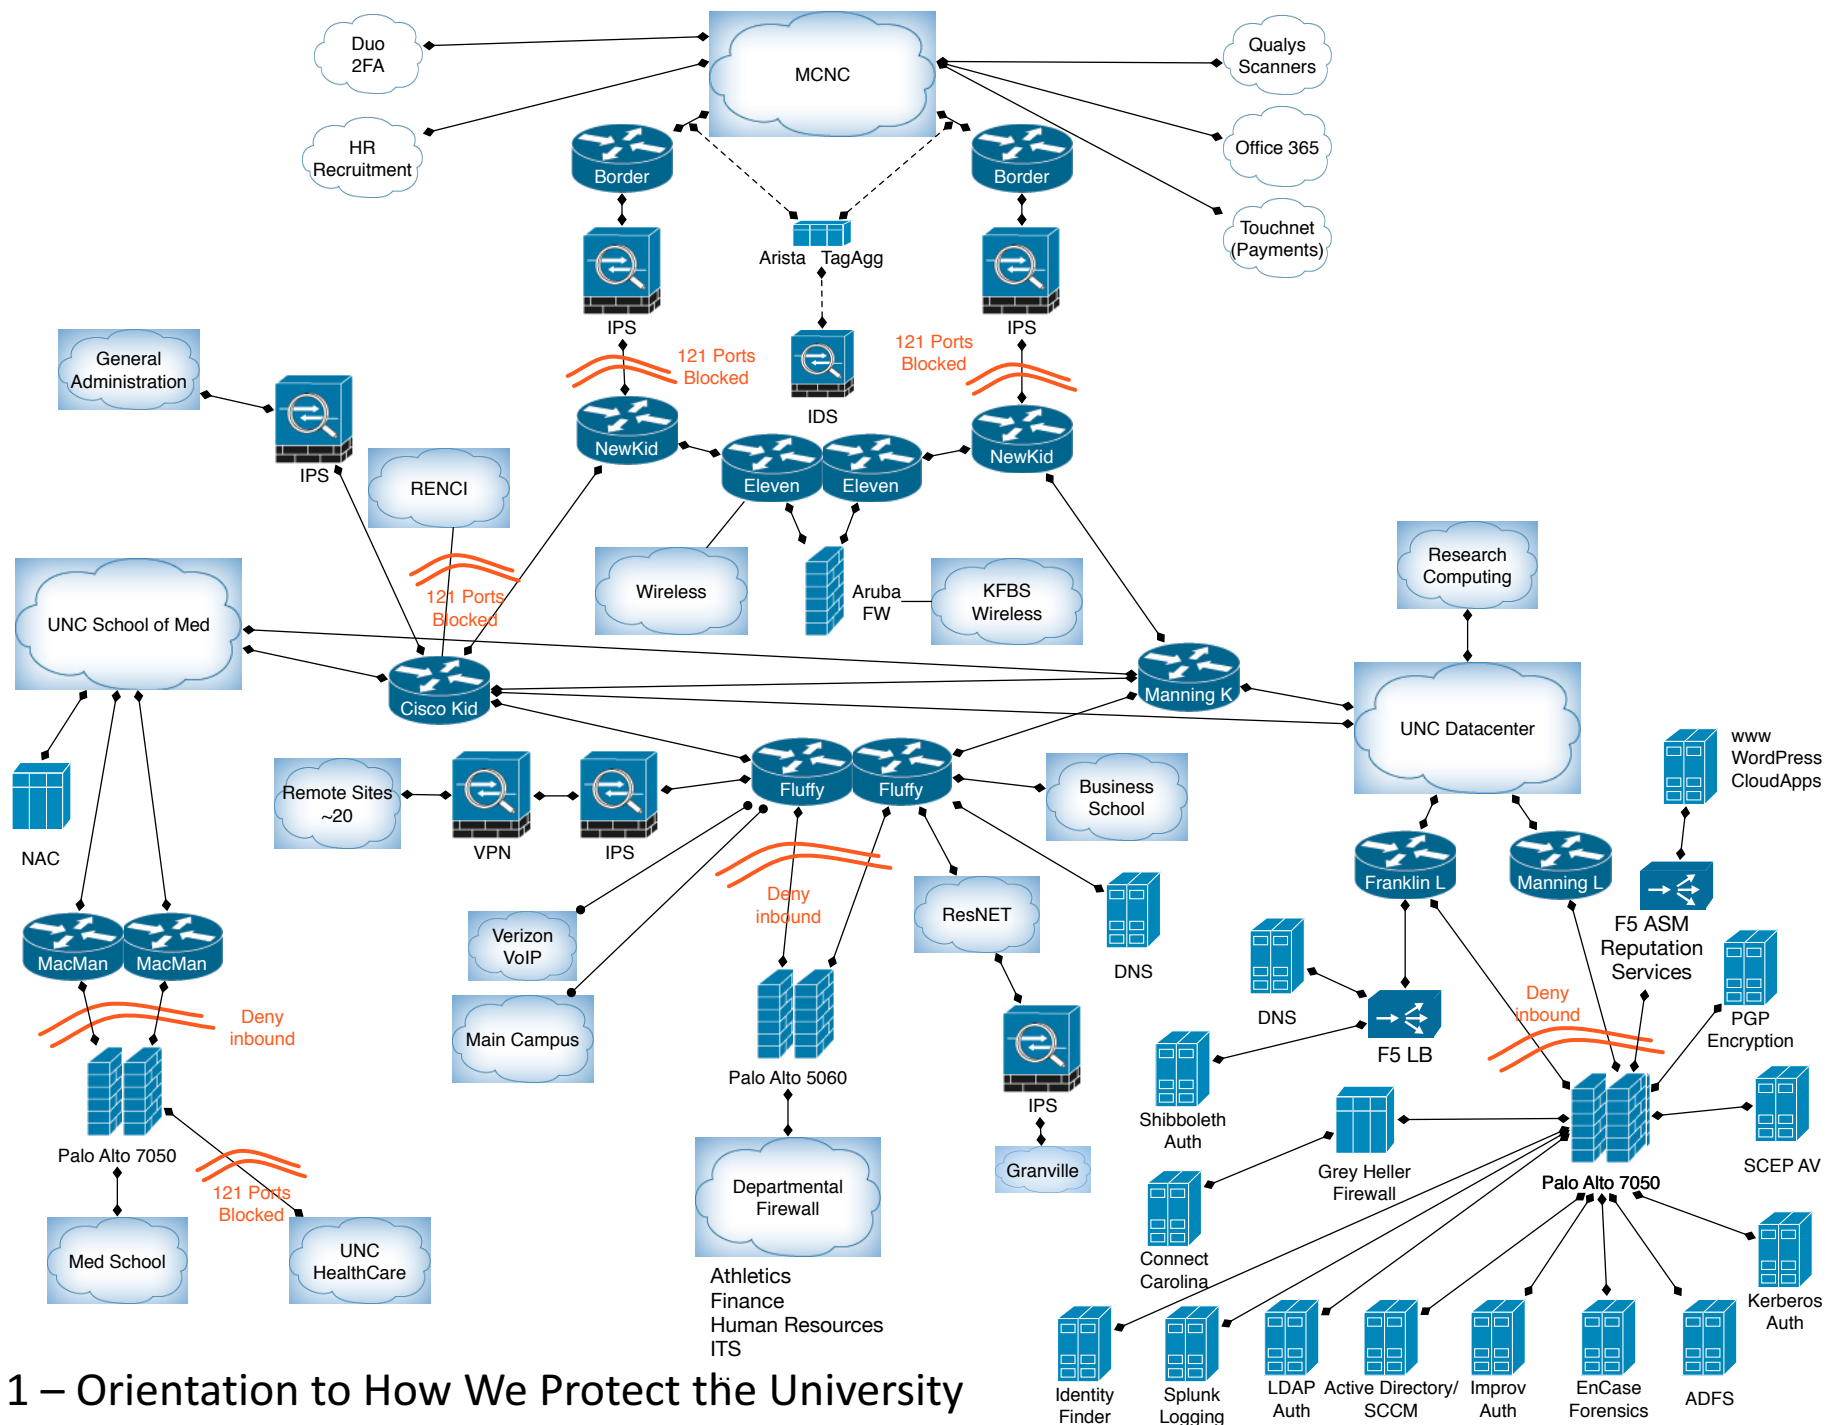 Duo
2FA
MCNC
Qualys
Scanners
HR
Recruitment
Border
Border
Office 365
Touchnet
(Payments)
Arista TagAgg
IPS
IPS
121 Ports
Blocked
121 Ports
Blocked
General
Administration
IDS
IPS
NewKid
NewKid
RENCI
Eleven
Eleven
Research
Computing
121 Ports
Blocked
Wireless
Aruba
FW
KFBS
Wireless
UNC School of Med
Cisco Kid
Manning K
UNC Datacenter
www
WordPress
CloudApps
Remote Sites
~20
VPN
IPS
Fluffy
Fluffy
Business
School
NAC
Franklin L
Manning L
Deny
inbound
ResNET
F5 ASM
Reputation
Services
Verizon
VoIP
MacMan
MacMan
DNS
DNS
Deny
inbound
PGP
Encryption
Deny
inbound
Main Campus
F5 LB
Palo Alto 5060
IPS
Shibboleth
Auth
Palo Alto 7050
Granville
Grey Heller
Firewall
SCEP AV
Palo Alto 7050
121 Ports
Blocked
Departmental
Firewall
Med School
UNC
HealthCare
Connect
Carolina
Kerberos
Auth
Athletics
Finance
Human Resources
ITS
..
Identity
Finder
Splunk
Logging
LDAP
Auth
Active Directory/
SCCM
Improv
Auth
EnCase
Forensics
ADFS
1 – Orientation to How We Protect the University